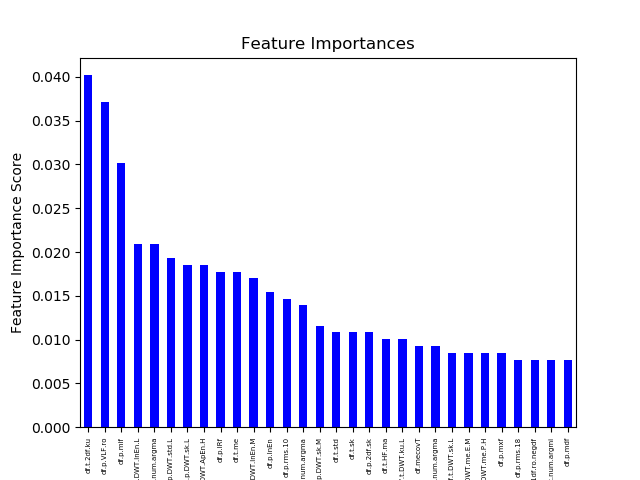 Feature Importances
Feature Importance Score
0.040
0.035
0.030
0.025
0.020
0.015
0.010
0.005
0.000
df.t.2df.ku
df.p.VLF.ro
df.p.mif
.DWT.lnEn.L
.num.argma
p.DWT.std.L
.p.DWT.sk.L
DWT.ApEn.H
df.p.IRf
df.t.me
DWT.lnEn.M
df.p.lnEn
df.p.rms.10
.num.argma
p.DWT.sk.M
df.t.std
df.t.sk
df.p.2df.sk
df.t.HF.ma
f.t.DWT.ku.L
df.mecovT
.num.argma
f.t.DWT.sk.L
DWT.me.E.M
DWT.me.P.H
df.p.mxf
df.p.rms.18
1df.ro.negdf
.num.argmi
df.p.mdf